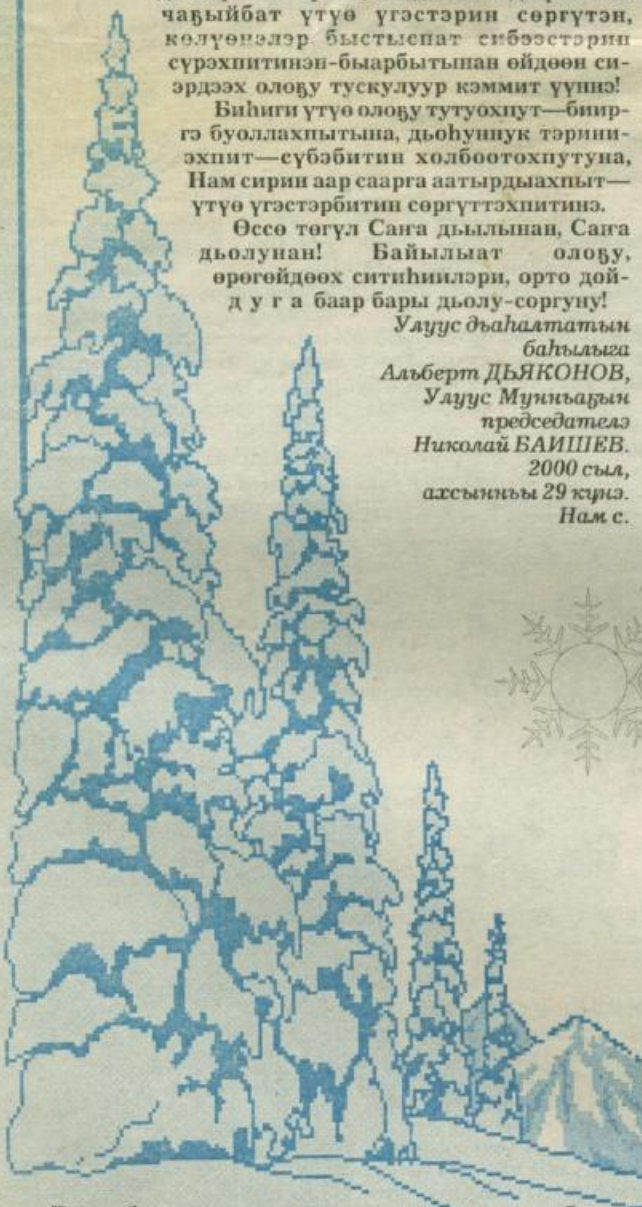 чаҕыйбат үтүө үгэстэрин сөргүтэн,
көлүөнэлэр быстыспат сибээстэрин
сүрэхпитинэн-быарбытынан өйдөөн си-
эрдээх олоҕу тускулуур кэммит үүннэ!
Биһиги үтүө олоҕу тутуохпут—биир-
гэ буоллахпытына, дьоһуннук тэрини-
эхпит—сүбэбитин холбоотохпутуна,
Нам сирин аар саарга аатырдыахпыт—
үтүө үгэстэрбитин сөргүттэхпитинэ.
Өссө төгүл Саҥа дьылынан, Саҥа
дьолунан! Байылыат олоҕу,
өрөгөйдөөх ситиһиилэри, орто дой-
дуга баар бары дьолу-соргуну!
Улуус дьаһалтатын
баһылыга
Альберт ДЬЯКОНОВ,
Улуус Мунньаҕын
председателэ
Николай БАИШЕВ.
2000 сыл,
ахсынньы 29 күнэ.
Нам с.